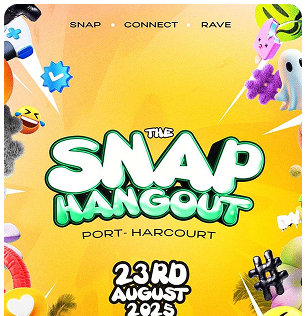 SNAP • CONNECT • RAVE
THE
SNAP
HANGOUT
PORT- HARCOURT
23RD
AUGUST
2025